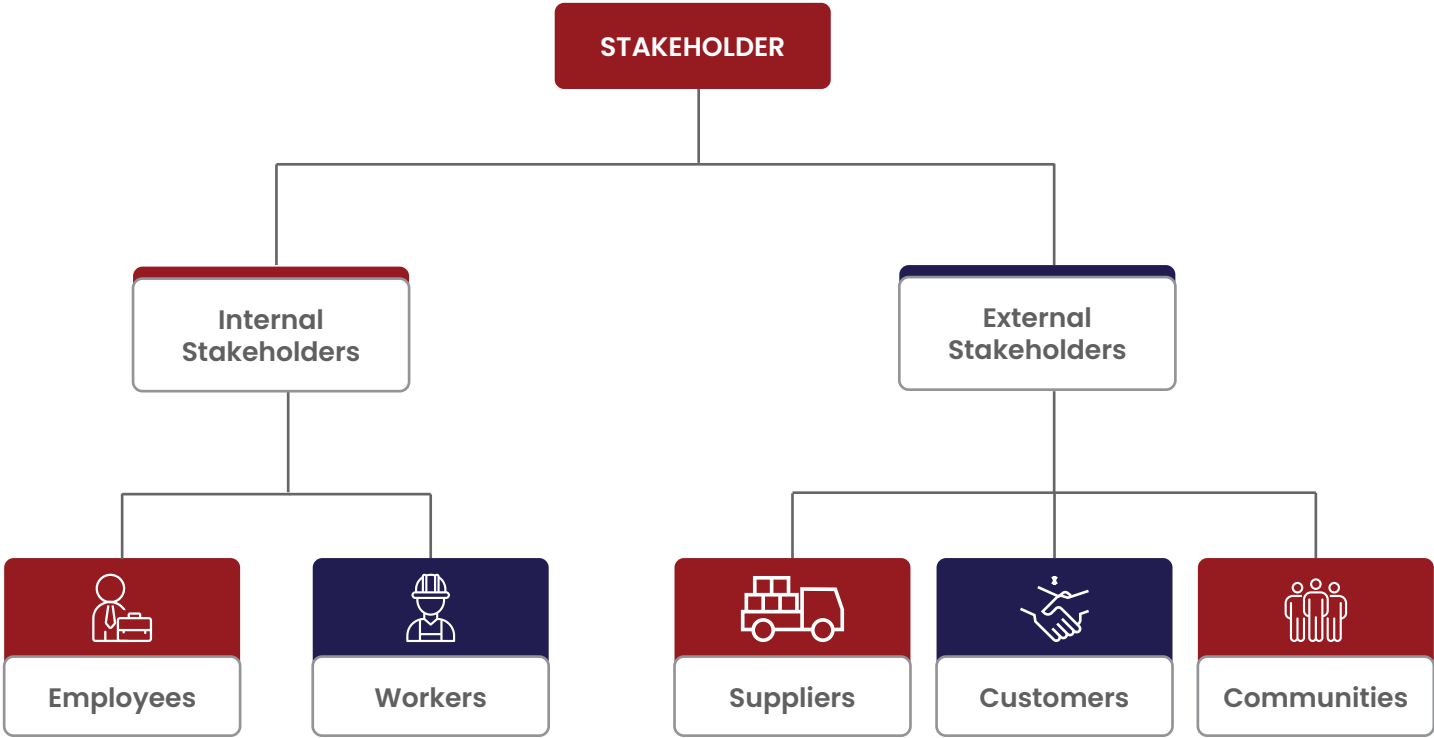 STAKEHOLDER
Internal
Stakeholders
External
Stakeholders
Employees
Workers
Suppliers
Customers
Communities